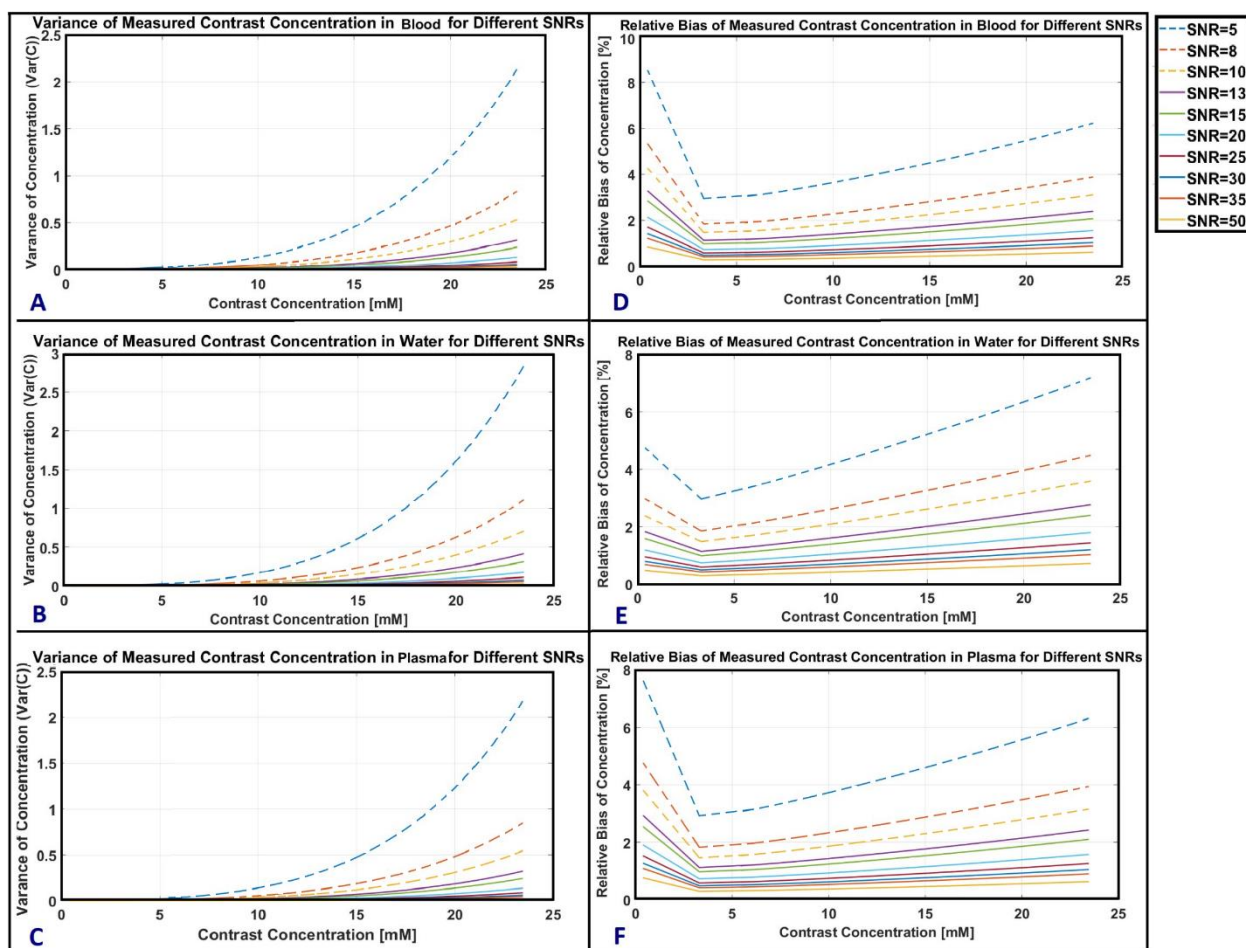 Variance of Measured Contrast Concentration in Blood for Different SNRs
2.5
2
1.5
1
0.5
0
Varance of Concentration (Var(C))
0 5 10 15 20 25
A
Contrast Concentration [mM]
Relative Bias of Measured Contrast Concentration in Blood for Different SNRs
10
8
6
4
2
0
Relative Bias of Concentration [%]
0 5 10 15 20 25
D
Contrast Concentration [mM]
SNR=5
SNR=8
SNR=10
SNR=13
SNR=15
SNR=20
SNR=25
SNR=30
SNR=35
SNR=50
Variance of Measured Contrast Concentration in Water for Different SNRs
3
2.5
2
1.5
1
0.5
0
Varance of Concentration (Var(C))
0 5 10 15 20 25
B
Contrast Concentration [mM]
Relative Bias of Measured Contrast Concentration in Water for Different SNRs
8
6
4
2
0
Relative Bias of Concentration [%]
0 5 10 15 20 25
E
Contrast Concentration [mM]
Variance of Measured Contrast Concentration in Plasma for Different SNRs
2.5
2
1.5
1
0.5
0
Varance of Concentration (Var(C))
0 5 10 15 20 25
C
Contrast Concentration [mM]
Relative Bias of Measured Contrast Concentration in Plasma for Different SNRs
8
6
4
2
0
Relative Bias of Concentration [%]
0 5 10 15 20 25
F
Contrast Concentration [mM]